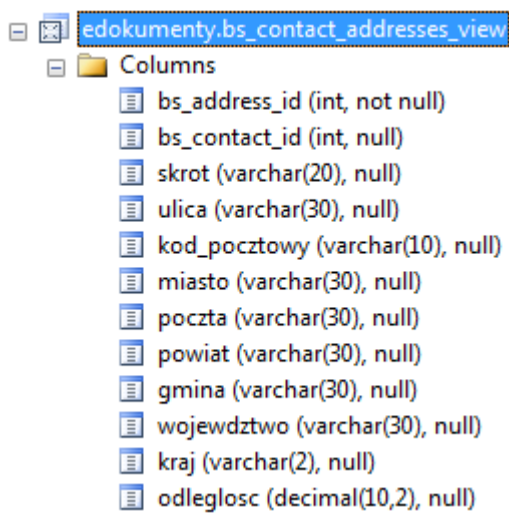 edokumenty.bs_contact_addresses_view
Columns
bs_address_id (int, not null)
bs_contact_id (int, null)
skrot (varchar(20), null)
ulica (varchar(30), null)
kod_pocztowy (varchar(10), null)
miasto (varchar(30), null)
poczta (varchar(30), null)
powiat (varchar(30), null)
gmina (varchar(30), null)
wojewdztwo (varchar(30), null)
kraj (varchar(2), null)
odleglosc (decimal(10,2), null)